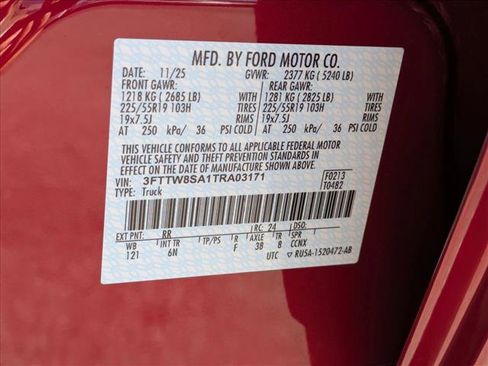 MFD. BY FORD MOTOR CO.
DATE: 11/25 GVWR: 2377 KG ( 5240 LB)
FRONT GAWR: REAR GAWR:
1218 KG ( 2685 LB) WITH 1281 KG ( 2825 LB) WITH
225/55R19 103H TIRES 225/55R19 103H TIRES
19x7.5J RIMS 19x7.5J RIMS
AT 250 kPa/ 36 PSI COLD AT 250 kPa/ 36 PSI COLD
THIS VEHICLE CONFORMS TO ALL APPLICABLE FEDERAL MOTOR
VEHICLE SAFETY AND THEFT PREVENTION STANDARDS IN
EFFECT ON THE DATE OF MANUFACTURE SHOWN ABOVE.
VIN: 3FTTW8SA1TRA03171 F0213
TYPE: Truck T0482
EXT PNT: RR RC: 24 DSO:
WB INT TR TP/PS R AXLE TR SPR
121 6N F 3B 8 CCNX
UTC RU5A-1520472-AB